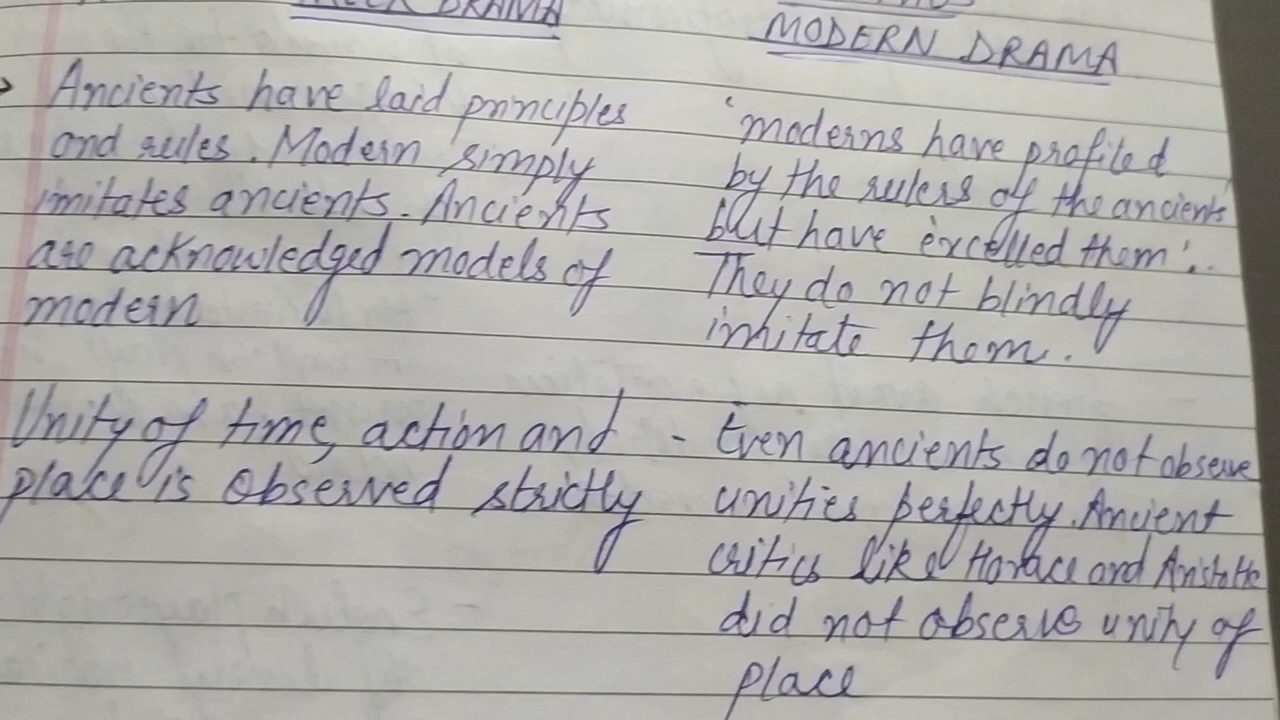 DRAMA
MODERN DRAMA
Ancients have laid principles
and rules. Modern simply
imitates ancients. Ancients
are acknowledged models of
modern
'moderns have profited
by the rulers of the ancients
but have excelled them'.
They do not blindly
imitate them.
Unity of time, action and
place is observed strictly
- Even ancients do not observe
unities perfectly. Ancient
critics like Horace and Aristotle
did not observe unity of
place